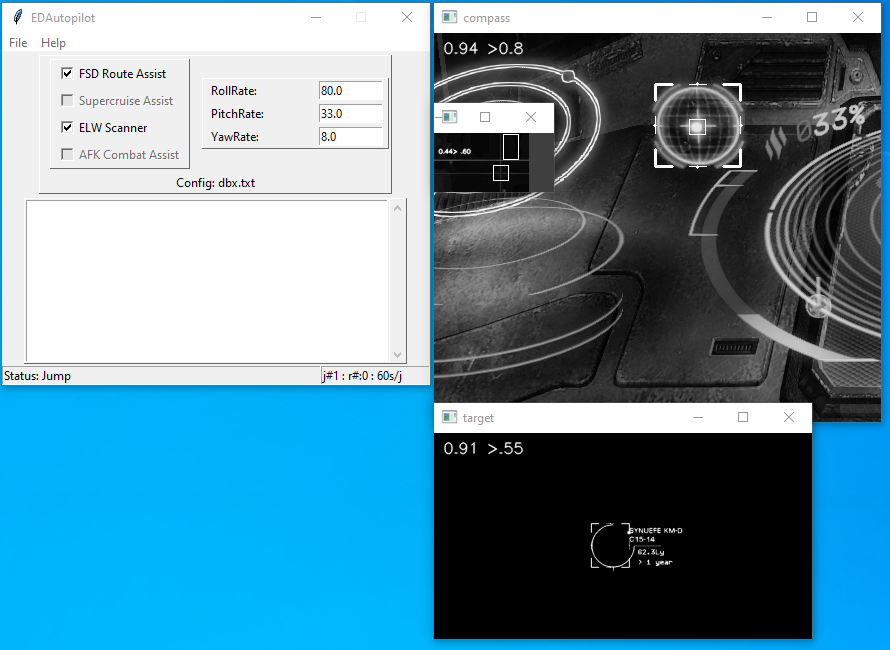 EDAutopilot
File Help
FSD Route Assist
Supercruise Assist
ELW Scanner
AFK Combat Assist
RollRate: 80.0
PitchRate: 33.0
YawRate: 8.0
Config: dbx.txt
Status: Jump
j#1 : r#:0 : 60s/j
compass
0.94 >0.8
033%
0.44> .60
target
0.91 >.55
SYNUEFE KM-D
C15-14
62.3Ly
> 1 year